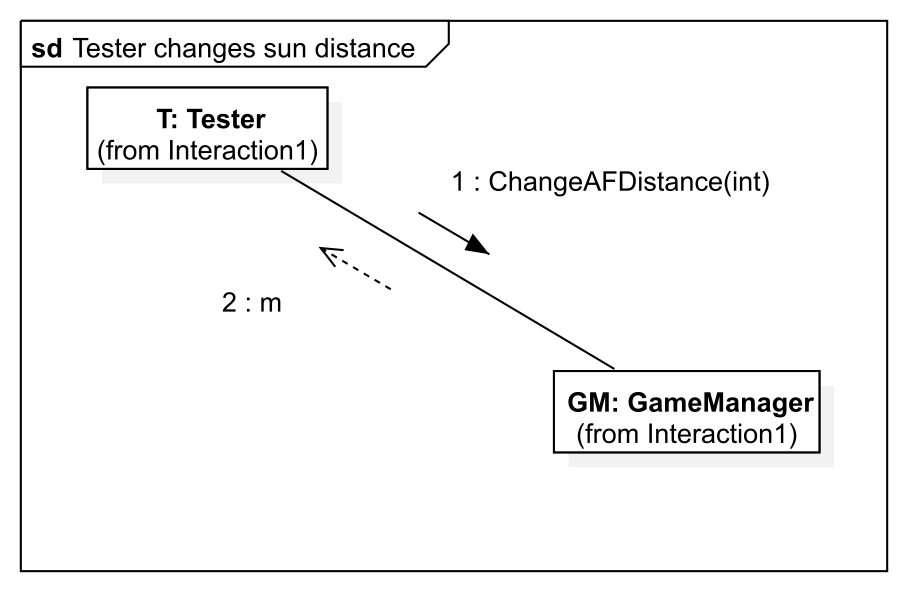 sd Tester changes sun distance
T: Tester
(from Interaction1)
1 : ChangeAFDistance(int)
2 : m
GM: GameManager
(from Interaction1)